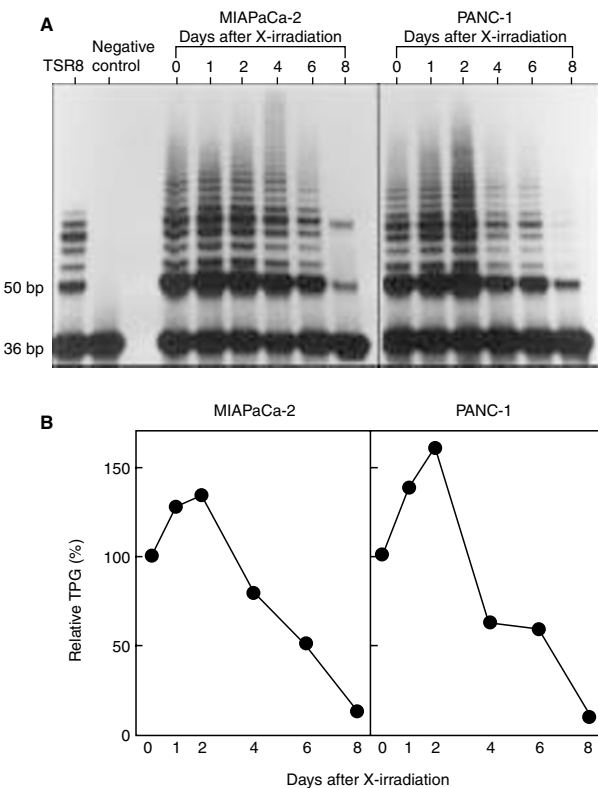 A
MIAPaCa-2
PANC-1
Days after X-irradiation
Days after X-irradiation
Negative
TSR8 control 0 1 2 4 6 8 0 1 2 4 6 8
50 bp
36 bp
B
MIAPaCa-2
PANC-1
150
100
50
0
Relative TPG (%)
0 1 2 4 6 8 0 1 2 4 6 8
Days after X-irradiation